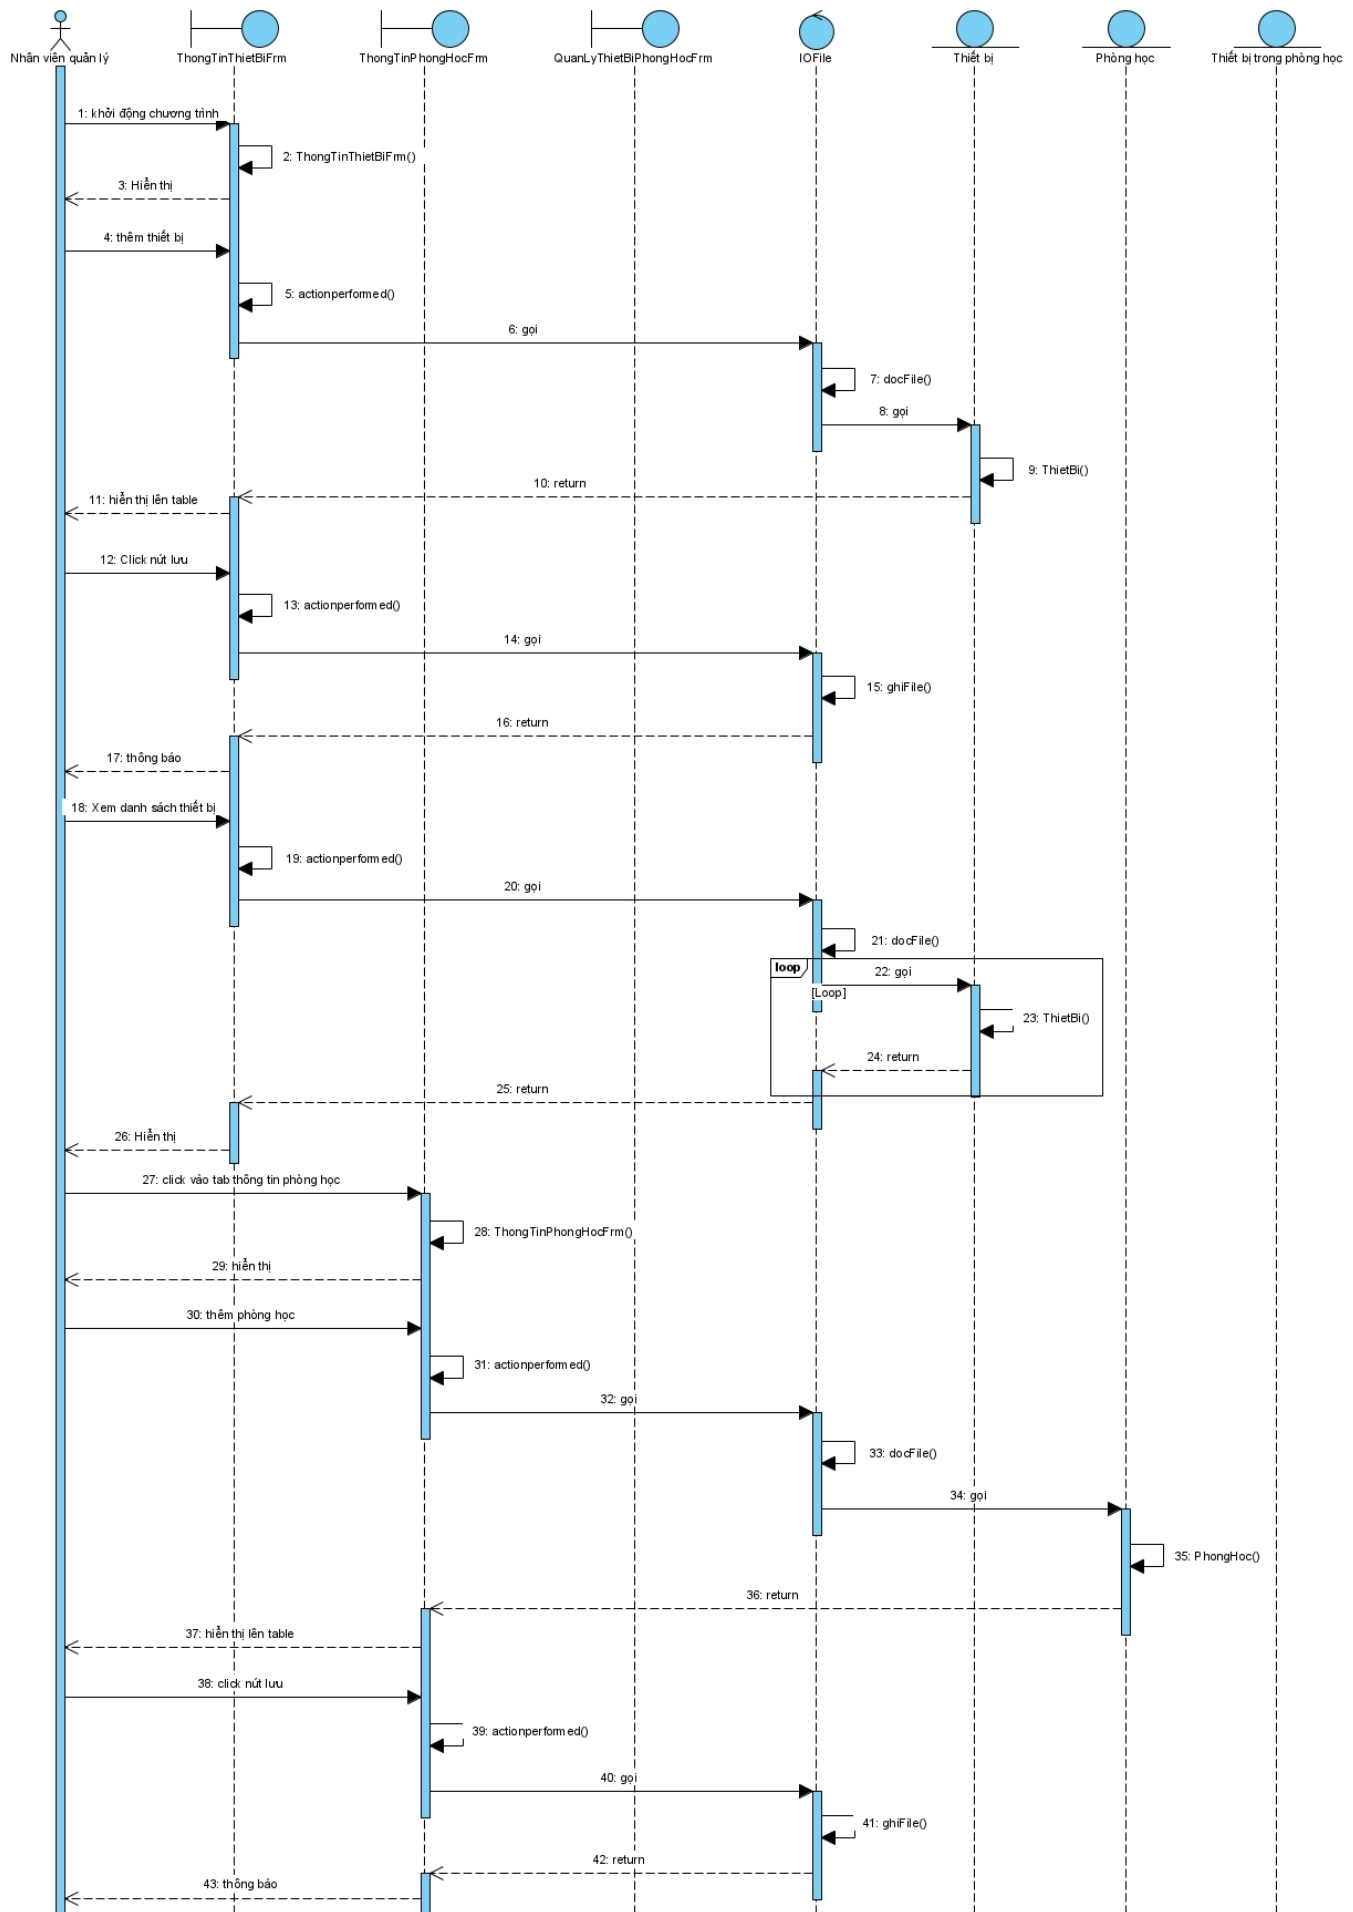 Nhân viên quản lý
ThongTinThietBiFrm
ThongTinPhongHocFrm
QuanLyThietBiPhongHocFrm
IOFile
Thiết bị
Phòng học
Thiết bị trong phòng học
1: khởi động chương trình
2: ThongTinThietBiFrm()
3: Hiển thị
4: thêm thiết bị
5: actionperformed()
6: gọi
7: docFile()
8: gọi
9: ThietBi()
10: return
11: hiển thị lên table
12: Click nứt lưu
13: actionperformed()
14: gọi
15: ghiFile()
16: return
17: thông báo
18: Xem danh sách thiết bị
19: actionperformed()
20: gọi
21: docFile()
loop
22: gọi
[Loop]
23: ThietBi()
24: return
25: return
26: Hiển thị
27: click vào tab thông tin phòng học
28: ThongTinPhongHocFrm()
29: hiển thị
30: thêm phòng học
31: actionperformed()
32: gọi
33: docFile()
34: gọi
35: PhongHoc()
36: return
37: hiển thị lên table
38: click nứt lưu
39: actionperformed()
40: gọi
41: ghiFile()
42: return
43: thông báo